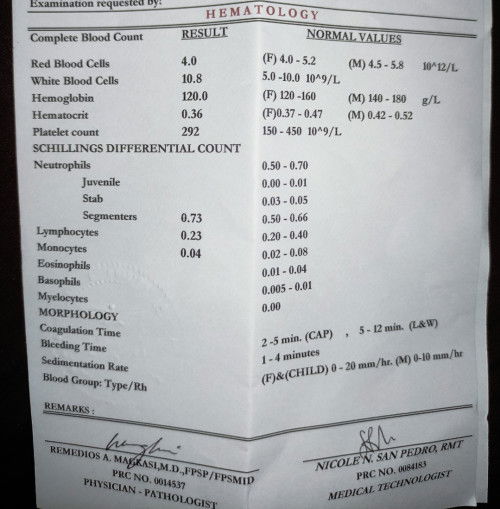 Examination requested by:
HEMATOLOGY
Complete Blood Count RESULT NORMAL VALUES
Red Blood Cells 4.0 (F) 4.0 - 5.2 (M) 4.5 - 5.8 10^12/L
White Blood Cells 10.8 5.0 -10.0 10^9/L
Hemoglobin 120.0 (F) 120 -160 (M) 140 - 180 g/L
Hematocrit 0.36 (F)0.37 - 0.47 (M) 0.42 - 0.52
Platelet count 292 150 - 450 10^9/L
SCHILLINGS DIFFERENTIAL COUNT
Neutrophils 0.50 - 0.70
Juvenile 0.00 - 0.01
Stab 0.03 - 0.05
Segmenters 0.73 0.50 - 0.66
Lymphocytes 0.23 0.20 - 0.40
Monocytes 0.04 0.02 - 0.08
Eosinophils 0.01 - 0.04
Basophils 0.005 - 0.01
Myelocytes 0.00
MORPHOLOGY
Coagulation Time 2 -5 min. (CAP) , 5 - 12 min. (L&W)
Bleeding Time 1 - 4 minutes
Sedimentation Rate (F)&(CHILD) 0 - 20 mm/hr. (M) 0-10 mm/hr
Blood Group: Type/Rh
REMARKS :
REMEDIOS A. M.D.,FPSP/FPSMID NICOLE N. SAN PEDRO, RMT
PRC NO. 0014537 PRC NO. 0084183
PHYSICIAN - PATHOLOGIST MEDICAL TECHNOLOGIST